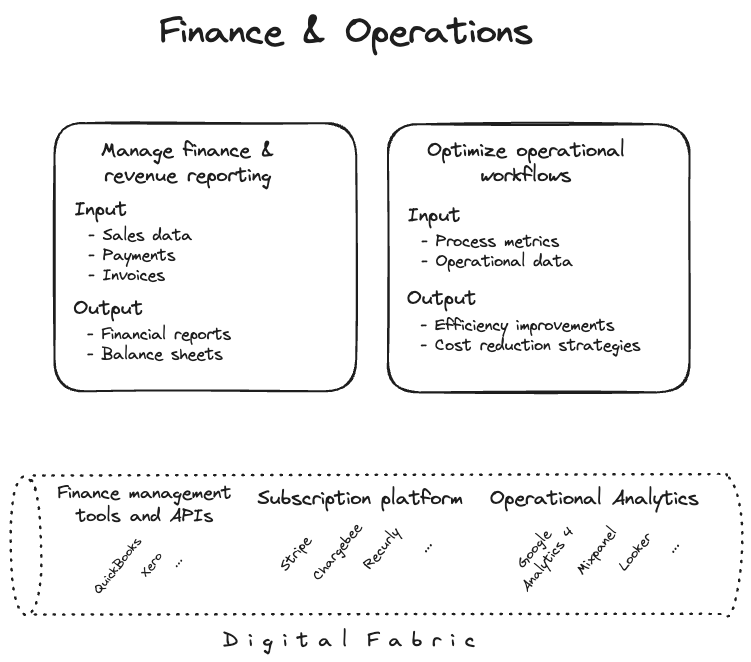 Finance & Operations
Manage finance &
revenue reporting
Input
- Sales data
- Payments
- Invoices
Output
- Financial reports
- Balance sheets
Optimize operational
workflows
Input
- Process metrics
- Operational data
Output
- Efficiency improvements
- Cost reduction strategies
Finance management
tools and APIs
QuickBooks
Xero
...
Subscription platform
Stripe
Chargebee
Recurly
...
Operational Analytics
Google
Analytics 4
Mixpanel
Looker
...
Digital Fabric